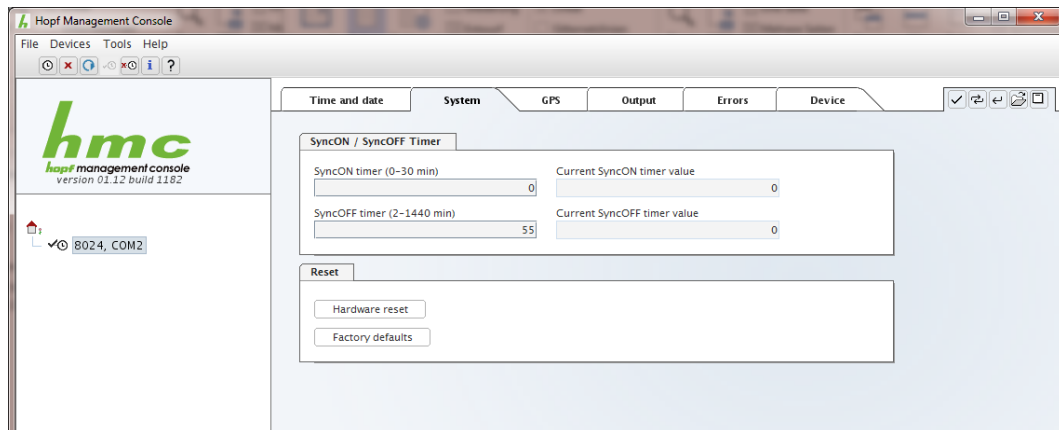 Hopf Management Console
File Devices Tools Help
Time and date System GPS Output Errors Device
hmc
hopf management console
version 01.12 build 1182
8024, COM2
SyncON / SyncOFF Timer
SyncON timer (0-30 min) Current SyncON timer value
0 0
SyncOFF timer (2-1440 min) Current SyncOFF timer value
55 0
Reset
Hardware reset
Factory defaults